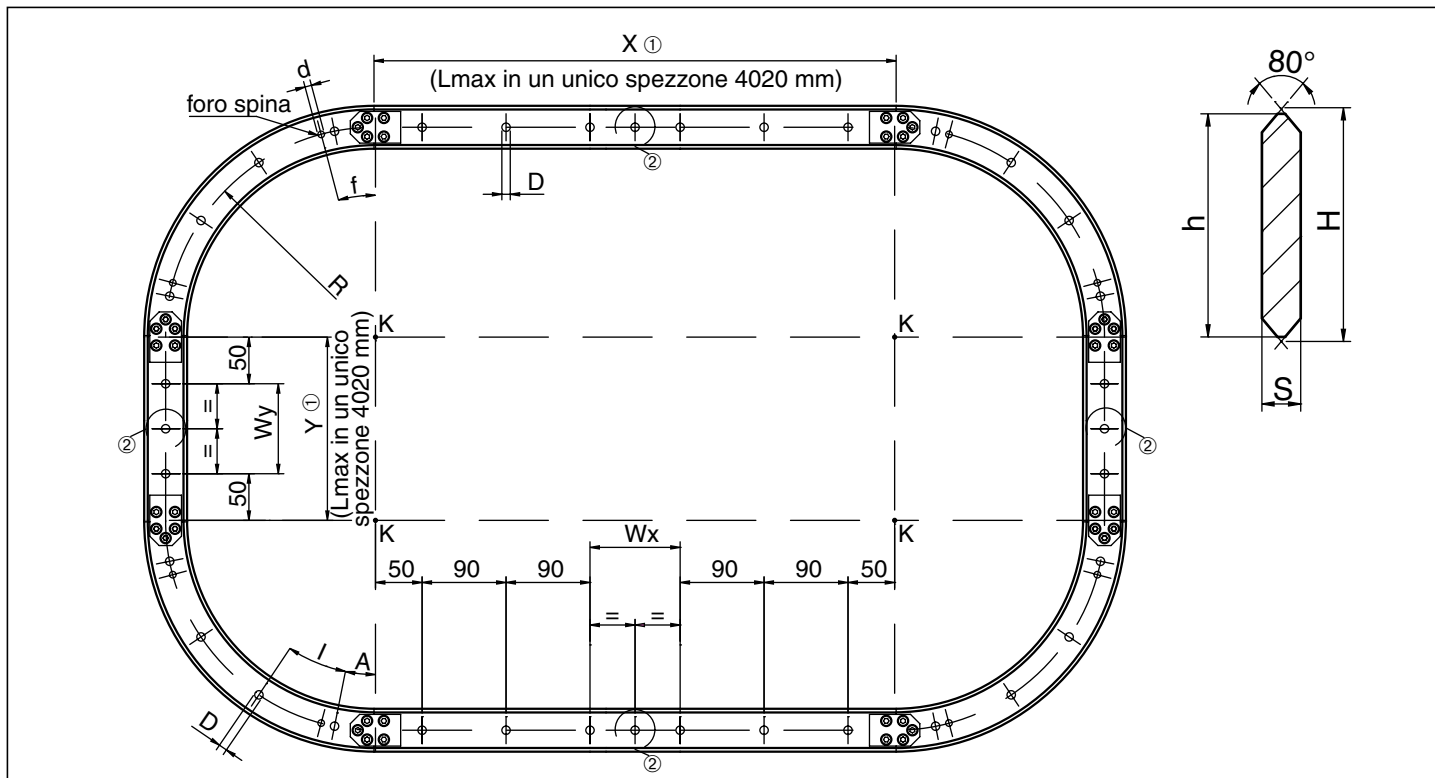 X ①
(Lmax in un unico spezzone 4020 mm)
80°
d
foro spina
②
D
f
h
H
R
S
K
K
50
=
Wy
=
50
Y ①
(Lmax in un unico
spezzone 4020 mm)
②
②
K
K
Wx
50
90
90
90
90
50
=
=
I
A
D
②